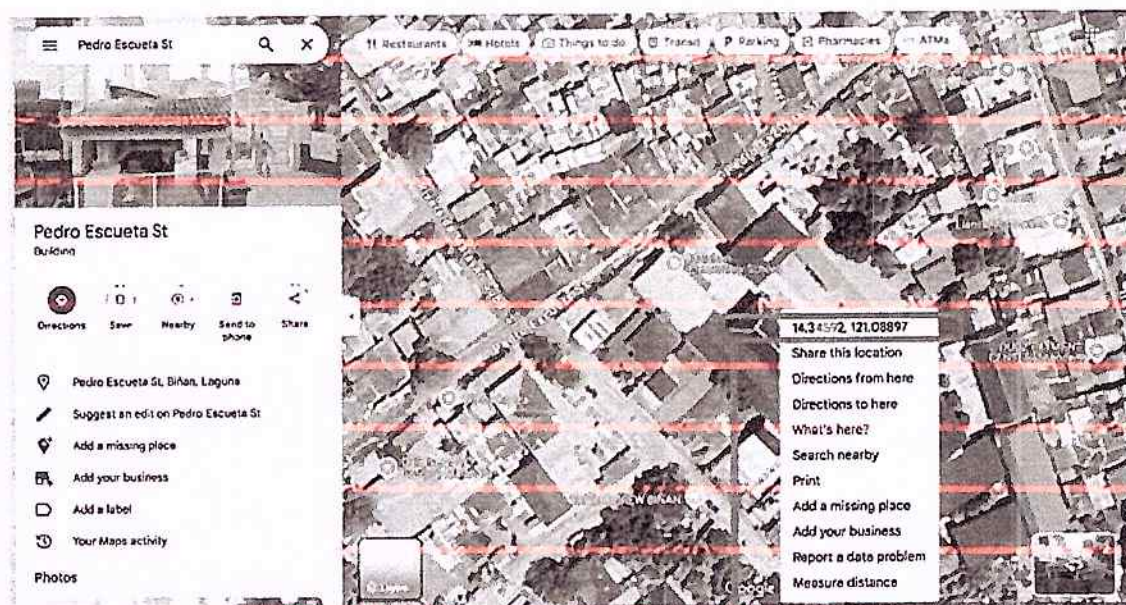 Pedro Escueta St
Restaurants
Hotels
Things to do
Transit
Parking
Pharmacies
ATMs
Pedro Escueta St
Building
Directions
Save
Nearby
Send to
phone
Share
Pedro Escueta St, Biñan, Laguna
Suggest an edit on Pedro Escueta St
Add a missing place
Add your business
Add a label
Your Maps activity
Photos
14.34592, 121.08897
Share this location
Directions from here
Directions to here
What's here?
Search nearby
Print
Add a missing place
Add your business
Report a data problem
Measure distance
Layers
Google